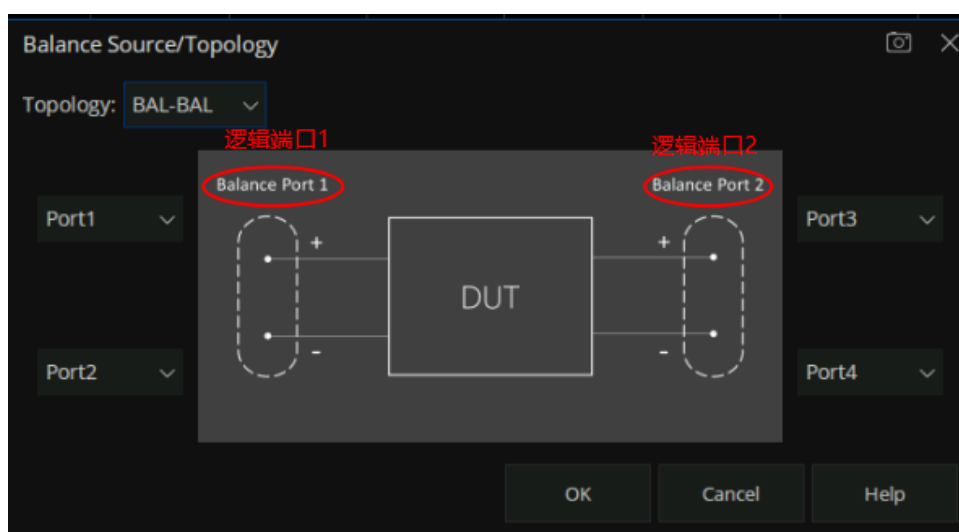 Balance Source/Topology
Topology: BAL-BAL
逻辑端口1
逻辑端口2
Balance Port 1
Balance Port 2
Port1
Port3
+
+
DUT
-
-
Port2
Port4
OK
Cancel
Help